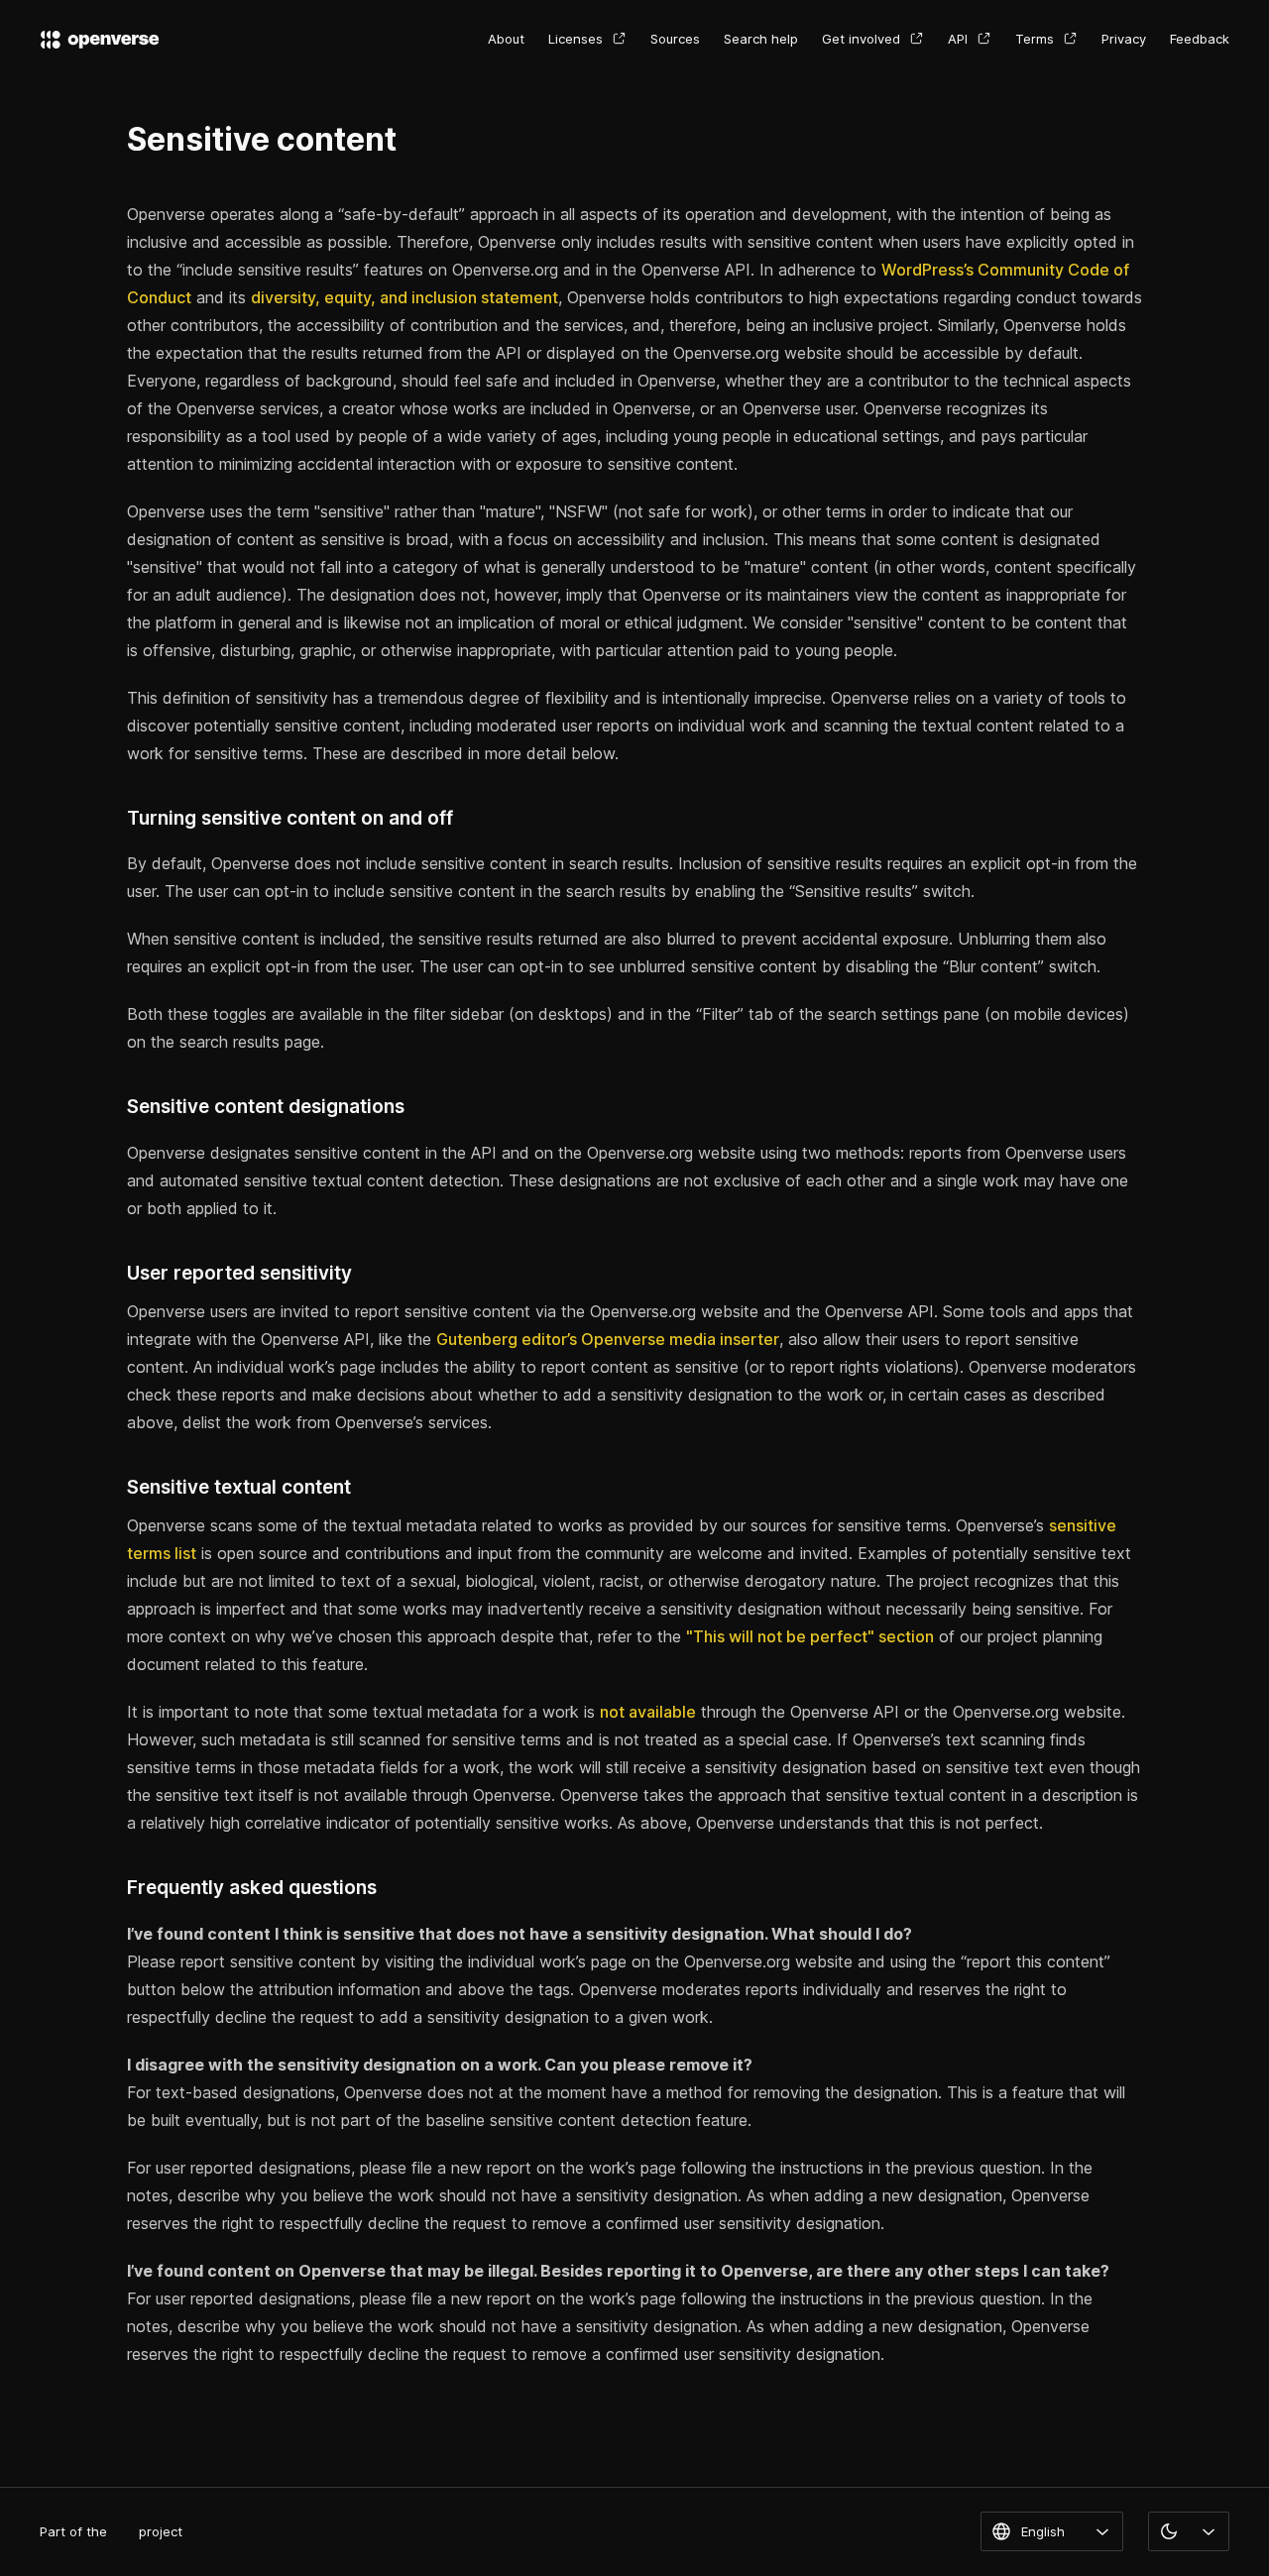 openverse
About Licenses Sources Search help Get involved API Terms Privacy Feedback
Sensitive content
Openverse operates along a “safe-by-default” approach in all aspects of its operation and development, with the intention of being as
inclusive and accessible as possible. Therefore, Openverse only includes results with sensitive content when users have explicitly opted in
to the “include sensitive results” features on Openverse.org and in the Openverse API. In adherence to WordPress’s Community Code of
Conduct and its diversity, equity, and inclusion statement, Openverse holds contributors to high expectations regarding conduct towards
other contributors, the accessibility of contribution and the services, and, therefore, being an inclusive project. Similarly, Openverse holds
the expectation that the results returned from the API or displayed on the Openverse.org website should be accessible by default.
Everyone, regardless of background, should feel safe and included in Openverse, whether they are a contributor to the technical aspects
of the Openverse services, a creator whose works are included in Openverse, or an Openverse user. Openverse recognizes its
responsibility as a tool used by people of a wide variety of ages, including young people in educational settings, and pays particular
attention to minimizing accidental interaction with or exposure to sensitive content.
Openverse uses the term "sensitive" rather than "mature", "NSFW" (not safe for work), or other terms in order to indicate that our
designation of content as sensitive is broad, with a focus on accessibility and inclusion. This means that some content is designated
"sensitive" that would not fall into a category of what is generally understood to be "mature" content (in other words, content specifically
for an adult audience). The designation does not, however, imply that Openverse or its maintainers view the content as inappropriate for
the platform in general and is likewise not an implication of moral or ethical judgment. We consider "sensitive" content to be content that
is offensive, disturbing, graphic, or otherwise inappropriate, with particular attention paid to young people.
This definition of sensitivity has a tremendous degree of flexibility and is intentionally imprecise. Openverse relies on a variety of tools to
discover potentially sensitive content, including moderated user reports on individual work and scanning the textual content related to a
work for sensitive terms. These are described in more detail below.
Turning sensitive content on and off
By default, Openverse does not include sensitive content in search results. Inclusion of sensitive results requires an explicit opt-in from the
user. The user can opt-in to include sensitive content in the search results by enabling the “Sensitive results” switch.
When sensitive content is included, the sensitive results returned are also blurred to prevent accidental exposure. Unblurring them also
requires an explicit opt-in from the user. The user can opt-in to see unblurred sensitive content by disabling the “Blur content” switch.
Both these toggles are available in the filter sidebar (on desktops) and in the “Filter” tab of the search settings pane (on mobile devices)
on the search results page.
Sensitive content designations
Openverse designates sensitive content in the API and on the Openverse.org website using two methods: reports from Openverse users
and automated sensitive textual content detection. These designations are not exclusive of each other and a single work may have one
or both applied to it.
User reported sensitivity
Openverse users are invited to report sensitive content via the Openverse.org website and the Openverse API. Some tools and apps that
integrate with the Openverse API, like the Gutenberg editor’s Openverse media inserter, also allow their users to report sensitive
content. An individual work’s page includes the ability to report content as sensitive (or to report rights violations). Openverse moderators
check these reports and make decisions about whether to add a sensitivity designation to the work or, in certain cases as described
above, delist the work from Openverse’s services.
Sensitive textual content
Openverse scans some of the textual metadata related to works as provided by our sources for sensitive terms. Openverse’s sensitive
terms list is open source and contributions and input from the community are welcome and invited. Examples of potentially sensitive text
include but are not limited to text of a sexual, biological, violent, racist, or otherwise derogatory nature. The project recognizes that this
approach is imperfect and that some works may inadvertently receive a sensitivity designation without necessarily being sensitive. For
more context on why we’ve chosen this approach despite that, refer to the "This will not be perfect" section of our project planning
document related to this feature.
It is important to note that some textual metadata for a work is not available through the Openverse API or the Openverse.org website.
However, such metadata is still scanned for sensitive terms and is not treated as a special case. If Openverse’s text scanning finds
sensitive terms in those metadata fields for a work, the work will still receive a sensitivity designation based on sensitive text even though
the sensitive text itself is not available through Openverse. Openverse takes the approach that sensitive textual content in a description is
a relatively high correlative indicator of potentially sensitive works. As above, Openverse understands that this is not perfect.
Frequently asked questions
I’ve found content I think is sensitive that does not have a sensitivity designation. What should I do?
Please report sensitive content by visiting the individual work’s page on the Openverse.org website and using the “report this content”
button below the attribution information and above the tags. Openverse moderates reports individually and reserves the right to
respectfully decline the request to add a sensitivity designation to a given work.
I disagree with the sensitivity designation on a work. Can you please remove it?
For text-based designations, Openverse does not at the moment have a method for removing the designation. This is a feature that will
be built eventually, but is not part of the baseline sensitive content detection feature.
For user reported designations, please file a new report on the work’s page following the instructions in the previous question. In the
notes, describe why you believe the work should not have a sensitivity designation. As when adding a new designation, Openverse
reserves the right to respectfully decline the request to remove a confirmed user sensitivity designation.
I’ve found content on Openverse that may be illegal. Besides reporting it to Openverse, are there any other steps I can take?
For user reported designations, please file a new report on the work’s page following the instructions in the previous question. In the
notes, describe why you believe the work should not have a sensitivity designation. As when adding a new designation, Openverse
reserves the right to respectfully decline the request to remove a confirmed user sensitivity designation.
Part of the project
English